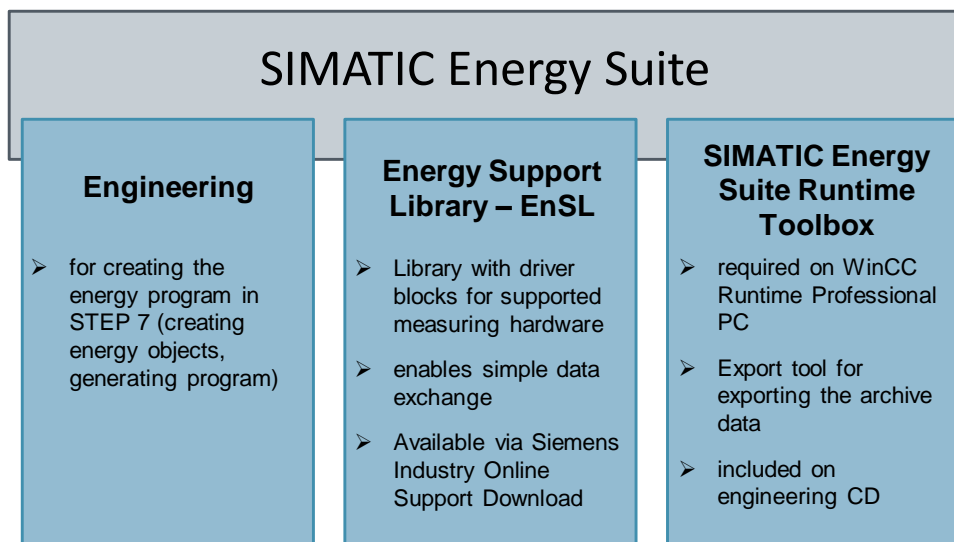 SIMATIC Energy Suite
Engineering
➢ for creating the
energy program in
STEP 7 (creating
energy objects,
generating program)
Energy Support
Library – EnSL
➢ Library with driver
blocks for supported
measuring hardware
➢ enables simple data
exchange
➢ Available via Siemens
Industry Online
Support Download
SIMATIC Energy
Suite Runtime
Toolbox
➢ required on WinCC
Runtime Professional
PC
➢ Export tool for
exporting the archive
data
➢ included on
engineering CD